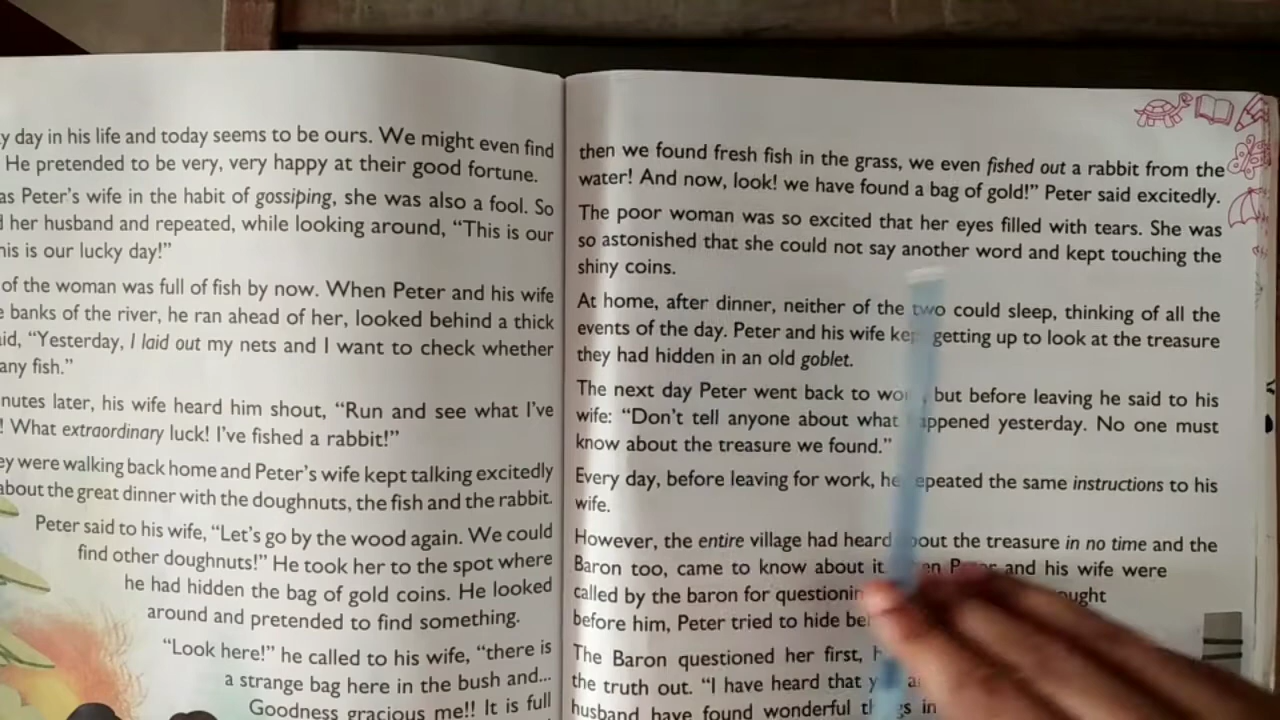 y day in his life and today seems to be ours. We might even find
He pretended to be very, very happy at their good fortune.
as Peter's wife in the habit of gossiping, she was also a fool. So
her husband and repeated, while looking around, "This is our
his is our lucky day!"
of the woman was full of fish by now. When Peter and his wife
banks of the river, he ran ahead of her, looked behind a thick
id, "Yesterday, I laid out my nets and I want to check whether
any fish."
nutes later, his wife heard him shout, "Run and see what I've
! What extraordinary luck! I've fished a rabbit!"
ey were walking back home and Peter's wife kept talking excitedly
about the great dinner with the doughnuts, the fish and the rabbit.
Peter said to his wife, "Let's go by the wood again. We could
find other doughnuts!" He took her to the spot where
he had hidden the bag of gold coins. He looked
around and pretended to find something.
"Look here!" he called to his wife, "there is
a strange bag here in the bush and...
Goodness gracious me!! It is full
then we found fresh fish in the grass, we even fished out a rabbit from the
water! And now, look! we have found a bag of gold!" Peter said excitedly.
The poor woman was so excited that her eyes filled with tears. She was
so astonished that she could not say another word and kept touching the
shiny coins.
At home, after dinner, neither of the two could sleep, thinking of all the
events of the day. Peter and his wife kep getting up to look at the treasure
they had hidden in an old goblet.
The next day Peter went back to wor, but before leaving he said to his
wife: "Don't tell anyone about what appened yesterday. No one must
know about the treasure we found."
Every day, before leaving for work, he epeated the same instructions to his
wife.
However, the entire village had heard bout the treasure in no time and the
Baron too, came to know about it. en Peter and his wife were
called by the baron for questionin ought
before him, Peter tried to hide be
The Baron questioned her first, h
the truth out. "I have heard that y a
husband have found wonderful things in